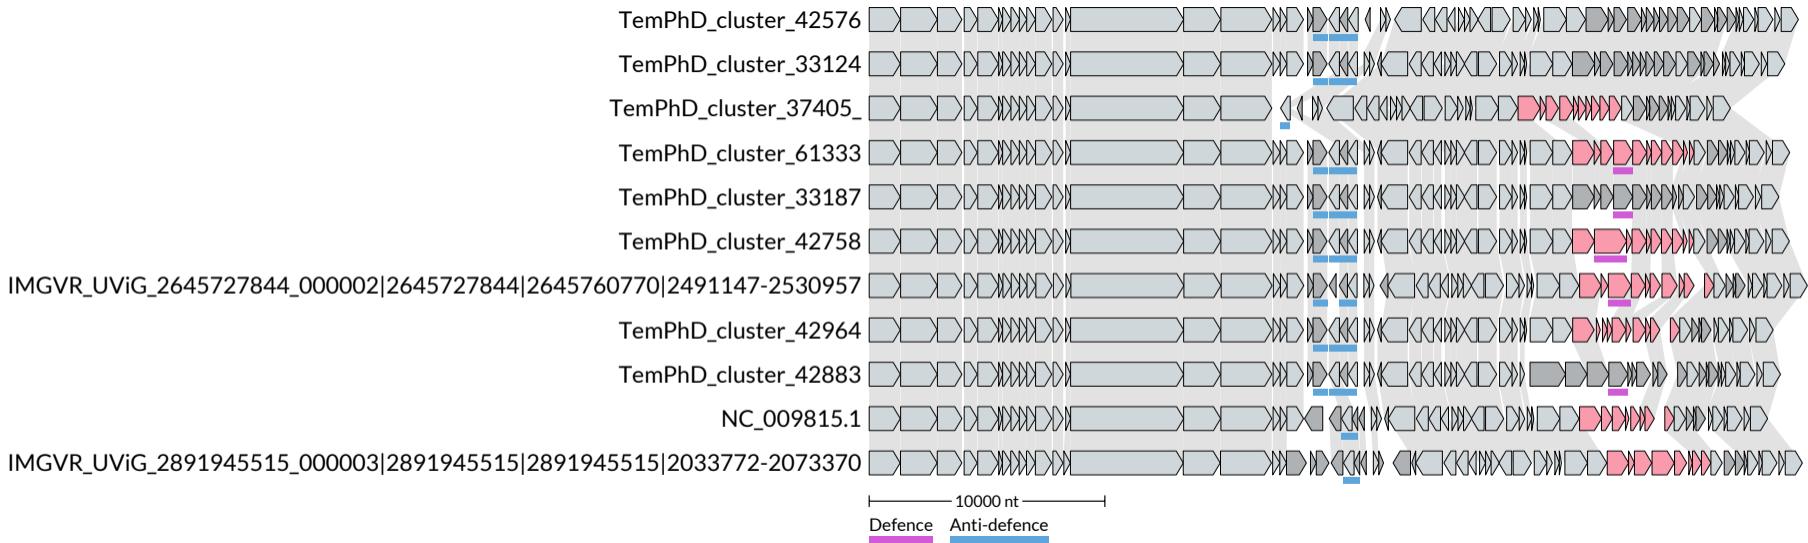 TemPhD_cluster_42576
TemPhD_cluster_33124
TemPhD_cluster_37405_
TemPhD_cluster_61333
TemPhD_cluster_33187
TemPhD_cluster_42758
IMGVR_UViG_2645727844_000002|2645727844|2645760770|2491147-2530957
TemPhD_cluster_42964
TemPhD_cluster_42883
NC_009815.1
IMGVR_UViG_2891945515_000003|2891945515|2891945515|2033772-2073370
10000 nt
Defence Anti-defence